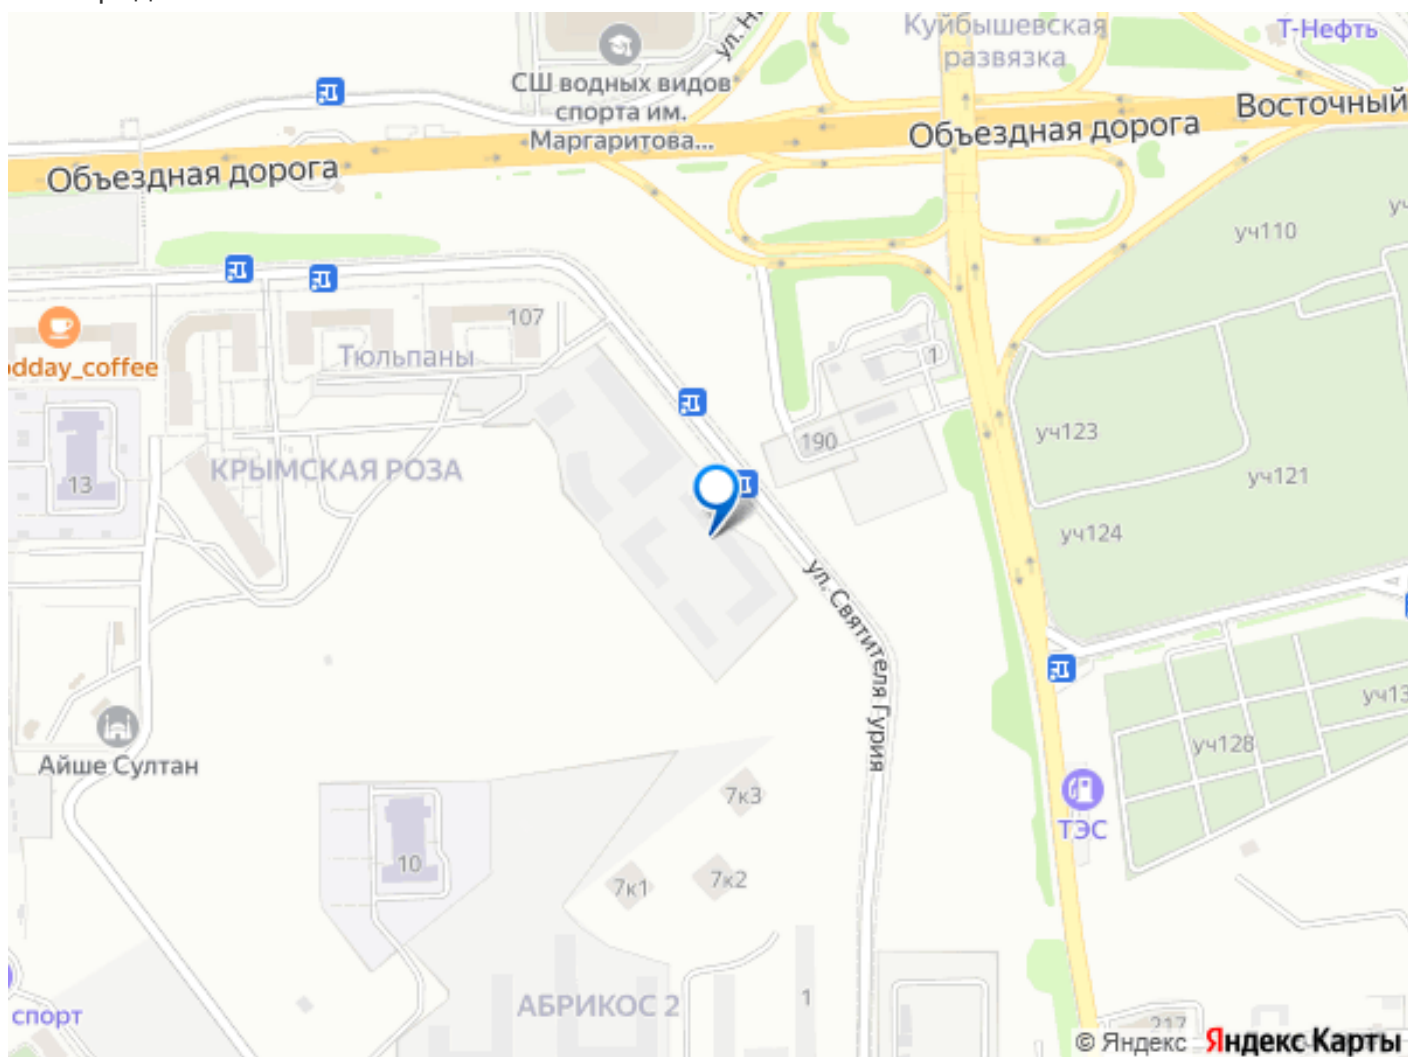 Куйбышевская
развязка
Т-Нефть
СШ водных видов
спорта им.
Маргаритова...
Восточный
Объездная дорога
Объездная дорога
уч110
107
Тюльпаны
1
190
уч123
КРЫМСКАЯ РОЗА
13
уч121
уч124
ул. Святителя Гурия
уч128
Айше Султан
7к3
ТЭС
10
7к1
7к2
АБРИКОС 2
1
спорт
217
© Яндекс Яндекс Карты